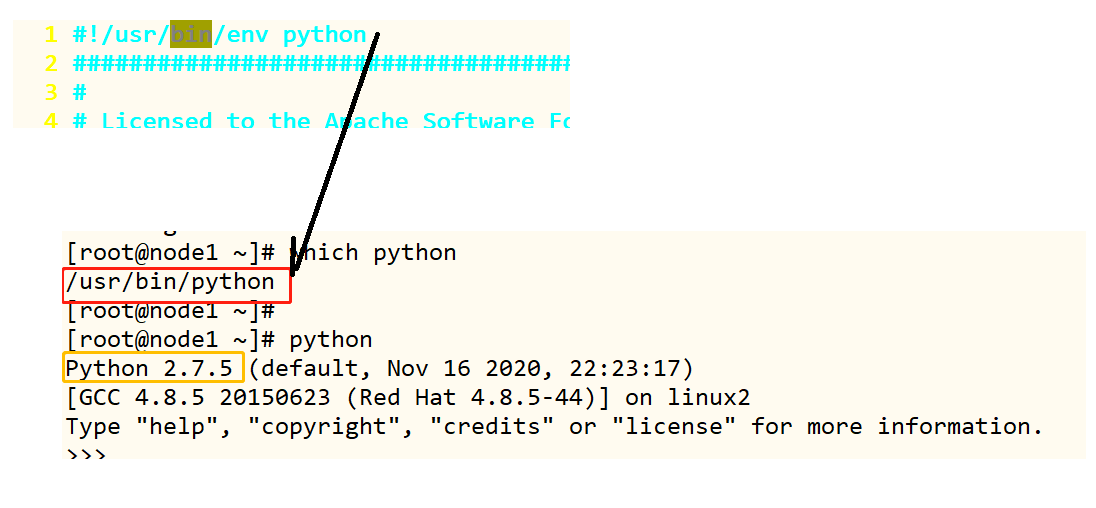 1 #!/usr/bin/env python
2 ###################################
3 #
4 # Licensed to the Apache Software Fo
[root@node1 ~]# which python
/usr/bin/python
[root@node1 ~]#
[root@node1 ~]# python
Python 2.7.5 (default, Nov 16 2020, 22:23:17)
[GCC 4.8.5 20150623 (Red Hat 4.8.5-44)] on linux2
Type "help", "copyright", "credits" or "license" for more information.
>>>